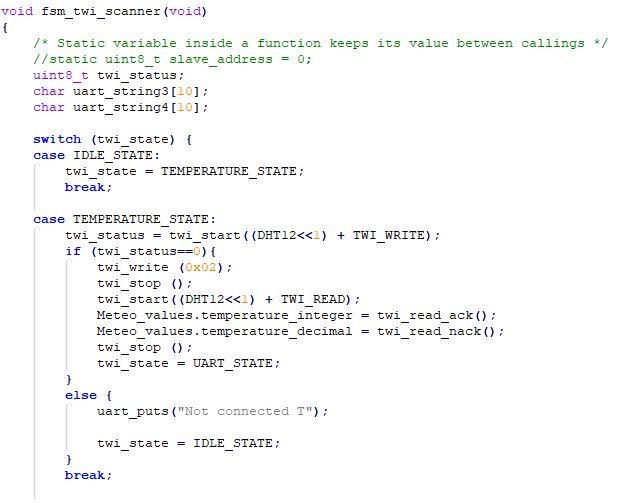 void fsm_twi_scanner(void)
{
    /* Static variable inside a function keeps its value between callings */
    //static uint8_t slave_address = 0;
    uint8_t twi_status;
    char uart_string3[10];
    char uart_string4[10];

    switch (twi_state) {
    case IDLE_STATE:
        twi_state = TEMPERATURE_STATE;
        break;

    case TEMPERATURE_STATE:
        twi_status = twi_start((DHT12<<1) + TWI_WRITE);
        if (twi_status==0){
            twi_write (0x02);
            twi_stop ();
            twi_start((DHT12<<1) + TWI_READ);
            Meteo_values.temperature_integer = twi_read_ack();
            Meteo_values.temperature_decimal = twi_read_nack();
            twi_stop ();
            twi_state = UART_STATE;
        }
        else {
            uart_puts("Not connected T");

            twi_state = IDLE_STATE;
        }
        break;